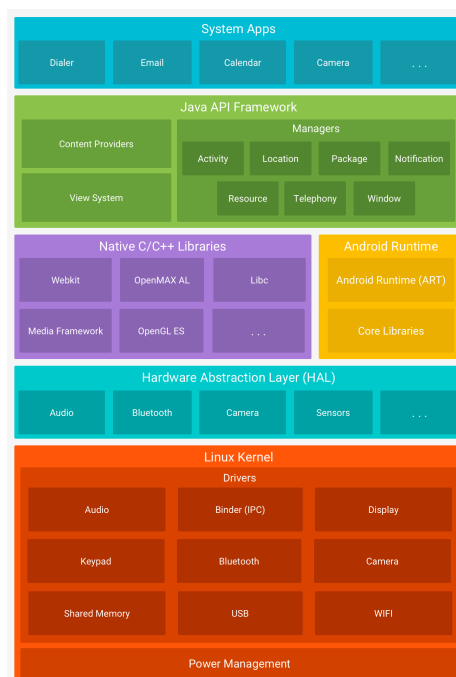 System Apps
Dialer Email Calendar Camera . . .
Java API Framework
Content Providers
View System
Managers
Activity Location Package Notification
Resource Telephony Window
Native C/C++ Libraries
Webkit OpenMAX AL Libc
Media Framework OpenGL ES . . .
Android Runtime
Android Runtime (ART)
Core Libraries
Hardware Abstraction Layer (HAL)
Audio Bluetooth Camera Sensors . . .
Linux Kernel
Drivers
Audio Binder (IPC) Display
Keypad Bluetooth Camera
Shared Memory USB WIFI
Power Management